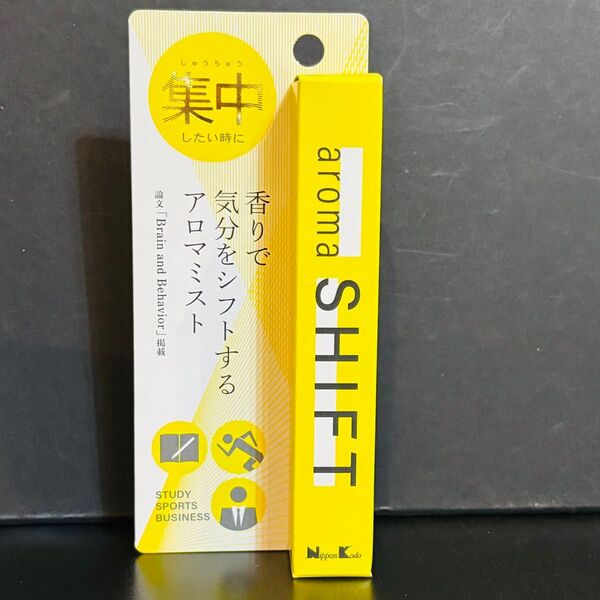 しゅうちゅう
集中
したい時に
香りで
気分をシフトする
アロマミスト
論文「Brain and Behavior」掲載
STUDY
SPORTS
BUSINESS
aroma
SHIFT
Nippon Kodo